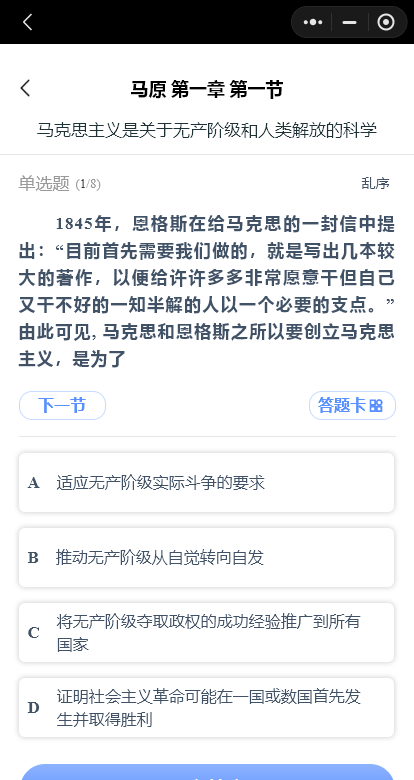 马原 第一章 第一节
马克思主义是关于无产阶级和人类解放的科学
单选题 (1/8)
乱序
1845年，恩格斯在给马克思的一封信中提
出：“目前首先需要我们做的，就是写出几本较
大的著作，以便给许许多多非常愿意干但自己
又干不好的一知半解的人以一个必要的支点。”
由此可见, 马克思和恩格斯之所以要创立马克思
主义，是为了
下一节
答题卡
A 适应无产阶级实际斗争的要求
B 推动无产阶级从自觉转向自发
C 将无产阶级夺取政权的成功经验推广到所有
国家
D 证明社会主义革命可能在一国或数国首先发
生并取得胜利